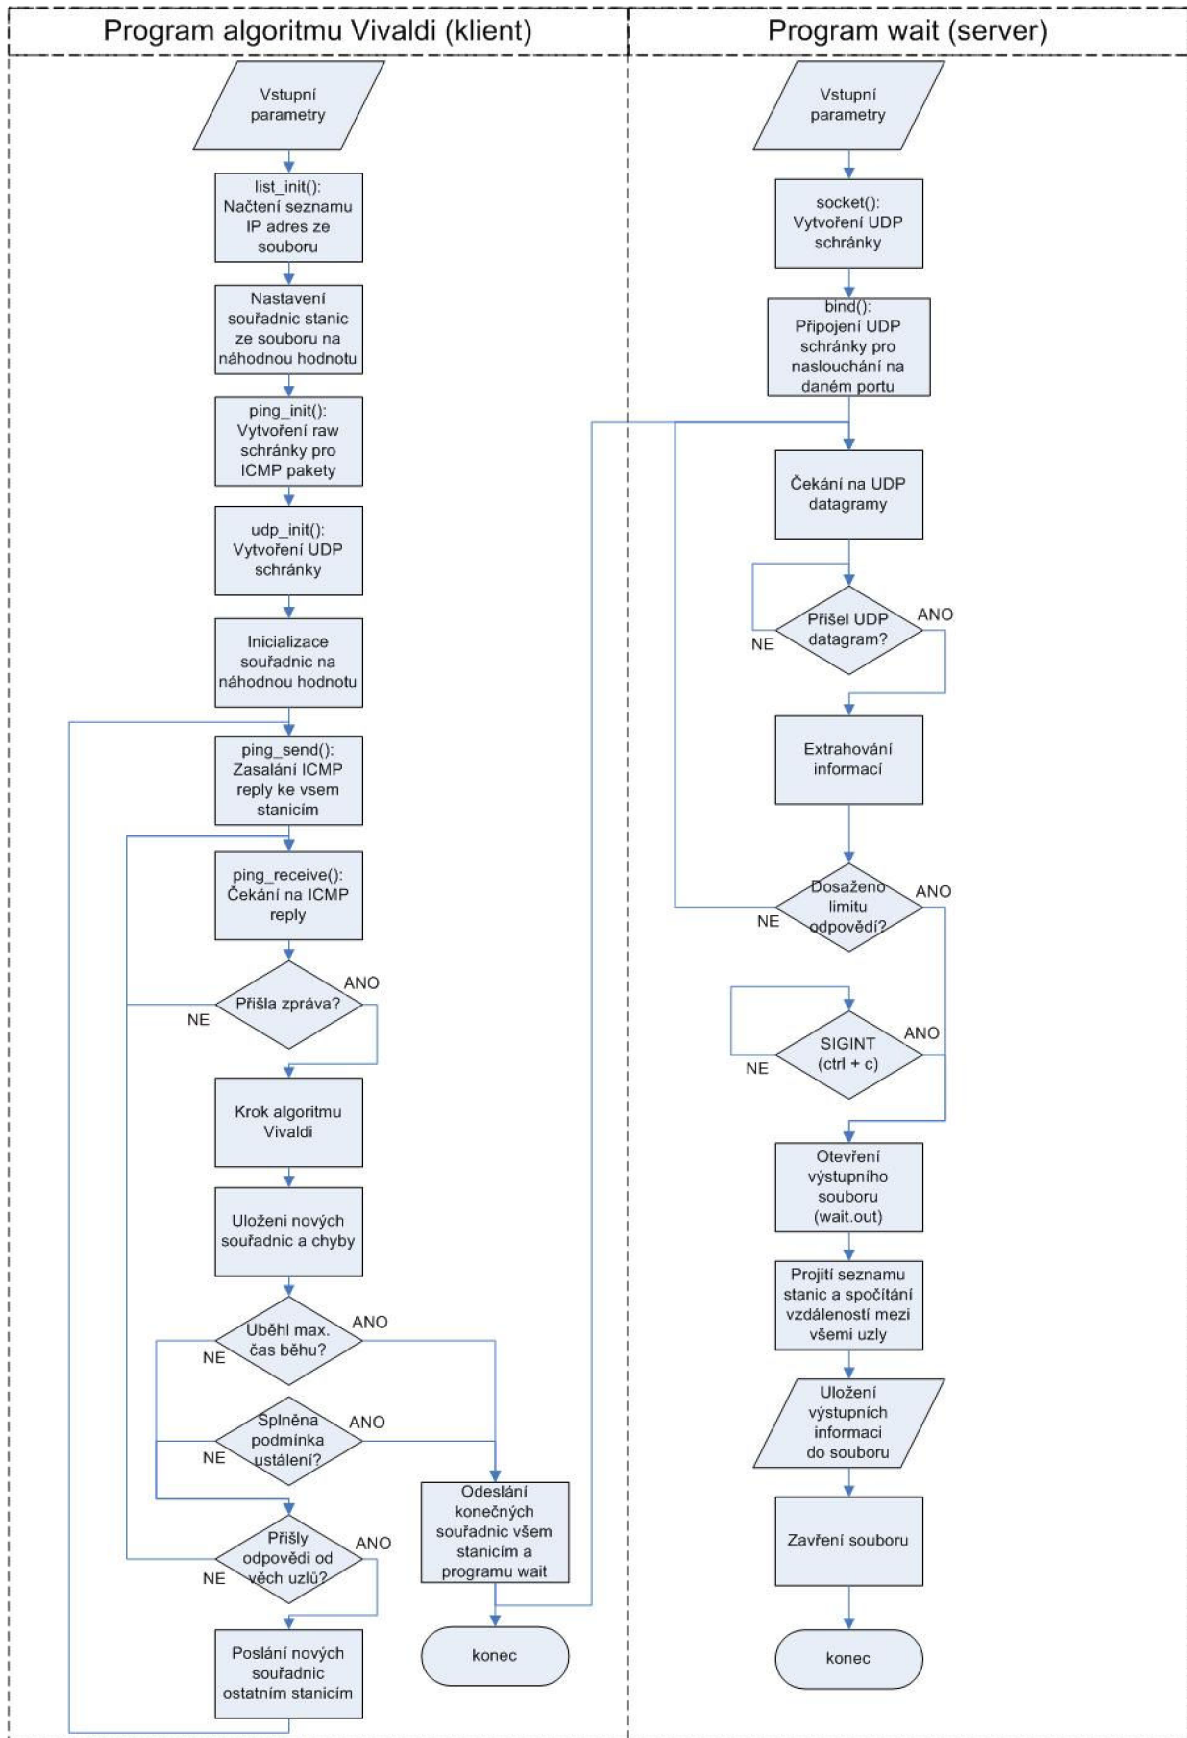 Program algoritmu Vivaldi (klient)
Vstupní
parametry
list_init():
Načtení seznamu
IP adres ze
souboru
Nastavení
souřadnic stanic
ze souboru na
náhodnou hodnotu
ping_init():
Vytvoření raw
schránky pro
ICMP pakety
udp_init():
Vytvoření UDP
schránky
Inicializace
souřadnic na
náhodnou hodnotu
ping_send():
Zasalání ICMP
reply ke vsem
stanicím
ping_receive():
Čekání na ICMP
reply
Přišla zpráva?
ANO
NE
Krok algoritmu
Vivaldi
Uloženi nových
souřadnic a chyby
Uběhl max.
čas běhu?
ANO
NE
Splněna
podmínka
ustálení?
ANO
NE
Přišly
odpovědi od
věch uzlů?
ANO
NE
Poslání nových
souřadnic
ostatním stanicím
Odeslání
konečných
souřadnic všem
stanicím a
programu wait
konec
Program wait (server)
Vstupní
parametry
socket():
Vytvoření UDP
schránky
bind():
Připojení UDP
schránky pro
naslouchání na
daném portu
Čekání na UDP
datagramy
Přišel UDP
datagram?
ANO
NE
Extrahování
informací
Dosaženo
limitu
odpovědí?
ANO
NE
SIGINT
(ctrl + c)
ANO
NE
Otevření
výstupního
souboru
(wait.out)
Projití seznamu
stanic a spočítání
vzdáleností mezi
všemi uzly
Uložení
výstupních
informaci
do souboru
Zavření souboru
konec